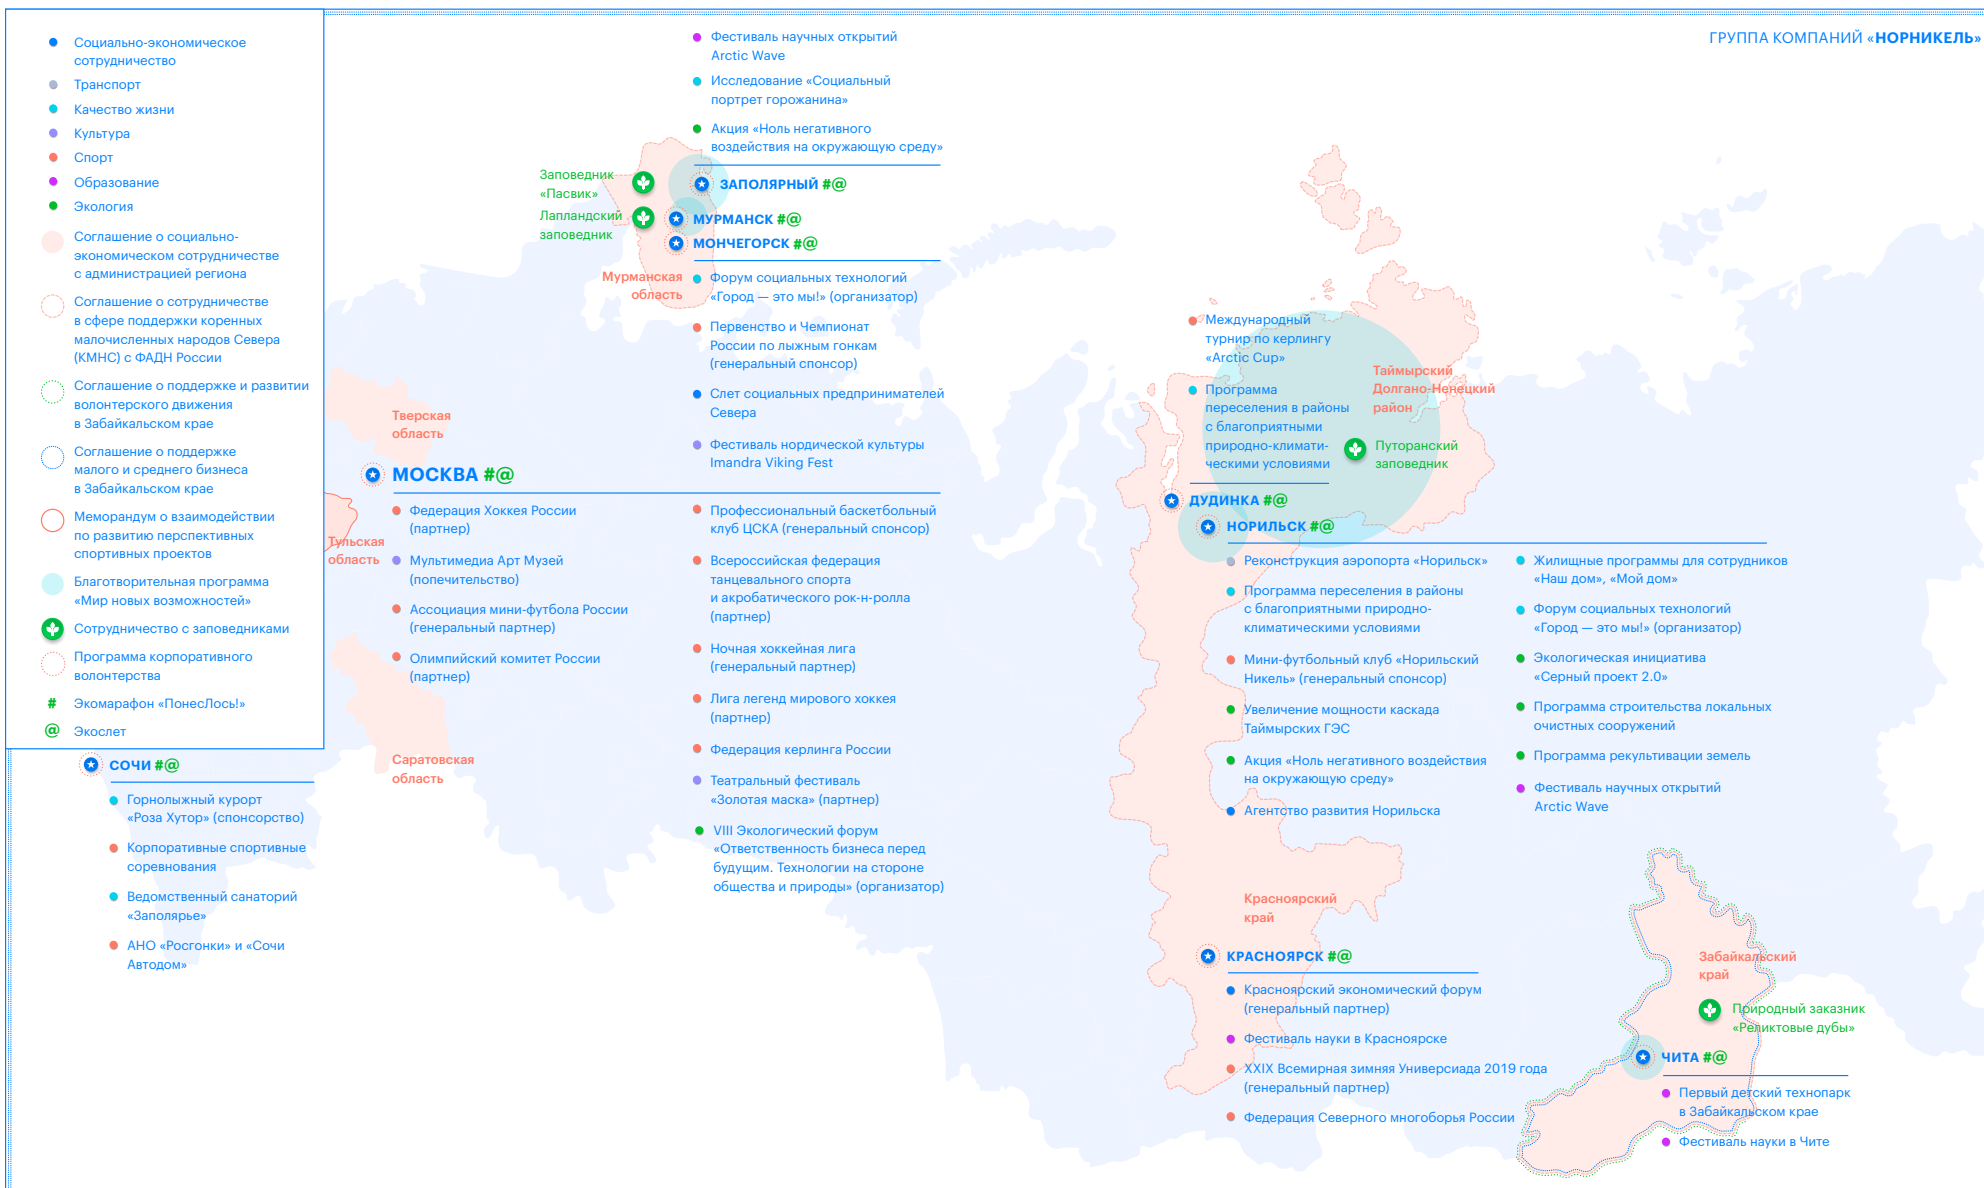 ГРУППА КОМПАНИЙ «НОРНИКЕЛЬ»
Социально-экономическое
сотрудничество
Транспорт
Качество жизни
Культура
Спорт
Образование
Экология
Соглашение о социально-
экономическом сотрудничестве
с администрацией региона
Соглашение о сотрудничестве
в сфере поддержки коренных
малочисленных народов Севера
(КМНС) с ФАДН России
Соглашение о поддержке и развитии
волонтерского движения
в Забайкальском крае
Соглашение о поддержке
малого и среднего бизнеса
в Забайкальском крае
Меморандум о взаимодействии
по развитию перспективных
спортивных проектов
Благотворительная программа
«Мир новых возможностей»
Сотрудничество с заповедниками
Программа корпоративного
волонтерства
# Экомарафон «ПонесЛось!»
@ Экослет
СОЧИ #@
Горнолыжный курорт
«Роза Хутор» (спонсорство)
Корпоративные спортивные
соревнования
Ведомственный санаторий
«Заполярье»
АНО «Росгонки» и «Сочи
Автодом»
Фестиваль научных открытий
Arctic Wave
Исследование «Социальный
портрет горожанина»
Акция «Ноль негативного
воздействия на окружающую среду»
ЗАПОЛЯРНЫЙ #@
Заповедник
«Пасвик»
Лапландский
заповедник
МУРМАНСК #@
МОНЧЕГОРСК #@
Мурманская
область
Форум социальных технологий
«Город — это мы!» (организатор)
Первенство и Чемпионат
России по лыжным гонкам
(генеральный спонсор)
Слет социальных предпринимателей
Севера
Фестиваль нордической культуры
Imandra Viking Fest
Тверская
область
МОСКВА #@
Тульская
область
Федерация Хоккея России
(партнер)
Мультимедиа Арт Музей
(попечительство)
Ассоциация мини-футбола России
(генеральный партнер)
Олимпийский комитет России
(партнер)
Саратовская
область
Профессиональный баскетбольный
клуб ЦСКА (генеральный спонсор)
Всероссийская федерация
танцевального спорта
и акробатического рок-н-ролла
(партнер)
Ночная хоккейная лига
(генеральный партнер)
Лига легенд мирового хоккея
(партнер)
Федерация керлинга России
Театральный фестиваль
«Золотая маска» (партнер)
VIII Экологический форум
«Ответственность бизнеса перед
будущим. Технологии на стороне
общества и природы» (организатор)
Международный
турнир по керлингу
«Arctic Cup»
Программа
переселения в районы
с благоприятными
природно-климати-
ческими условиями
Таймырский
Долгано-Ненецкий
район
Путоранский
заповедник
ДУДИНКА #@
НОРИЛЬСК #@
Реконструкция аэропорта «Норильск»
Программа переселения в районы
с благоприятными природно-
климатическими условиями
Мини-футбольный клуб «Норильский
Никель» (генеральный спонсор)
Увеличение мощности каскада
Таймырских ГЭС
Акция «Ноль негативного воздействия
на окружающую среду»
Агентство развития Норильска
Жилищные программы для сотрудников
«Наш дом», «Мой дом»
Форум социальных технологий
«Город — это мы!» (организатор)
Экологическая инициатива
«Серный проект 2.0»
Программа строительства локальных
очистных сооружений
Программа рекультивации земель
Фестиваль научных открытий
Arctic Wave
Красноярский
край
КРАСНОЯРСК #@
Красноярский экономический форум
(генеральный партнер)
Фестиваль науки в Красноярске
XXIX Всемирная зимняя Универсиада 2019 года
(генеральный партнер)
Федерация Северного многоборья России
Забайкальский
край
Природный заказник
«Реликтовые дубы»
ЧИТА #@
Первый детский технопарк
в Забайкальском крае
Фестиваль науки в Чите